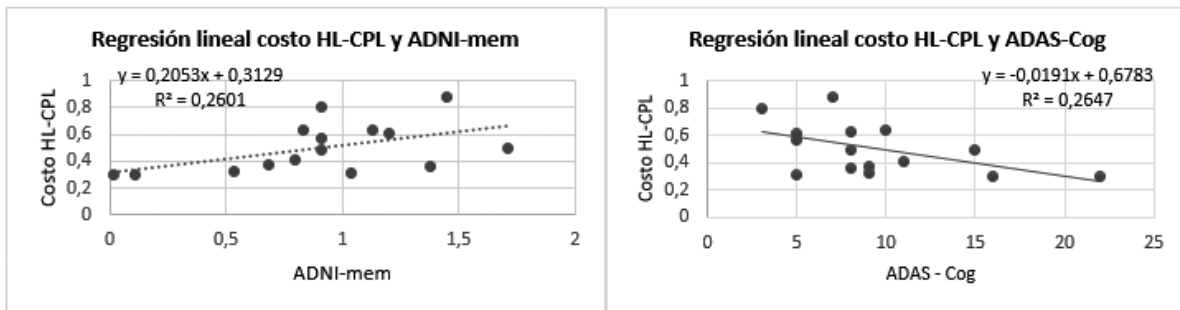 Regresión lineal costo HL-CPL y ADNI-mem
y = 0,2053x + 0,3129
R² = 0,2601
Costo HL-CPL
1
0,8
0,6
0,4
0,2
0
0 0,5 1 1,5 2
ADNI-mem
Regresión lineal costo HL-CPL y ADAS-Cog
y = -0,0191x + 0,6783
R² = 0,2647
Costo HL-CPL
1
0,8
0,6
0,4
0,2
0
0 5 10 15 20 25
ADAS - Cog